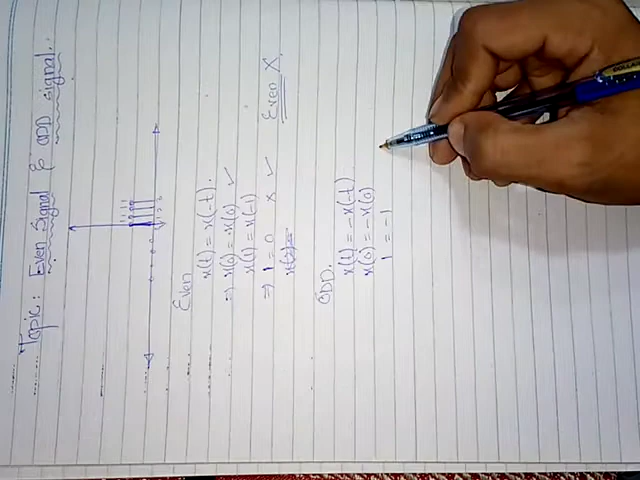 Topic: Even Signal & ODD Signal:
Even
x(t) = x(-t).
⇒ x(0) = x(0) ✓
x(1) = x(-1)
⇒ 1 = 0 × ✓
Even X.
ODD.
x(t) = -x(-t)
x(0) = -x(0)
1 = -1